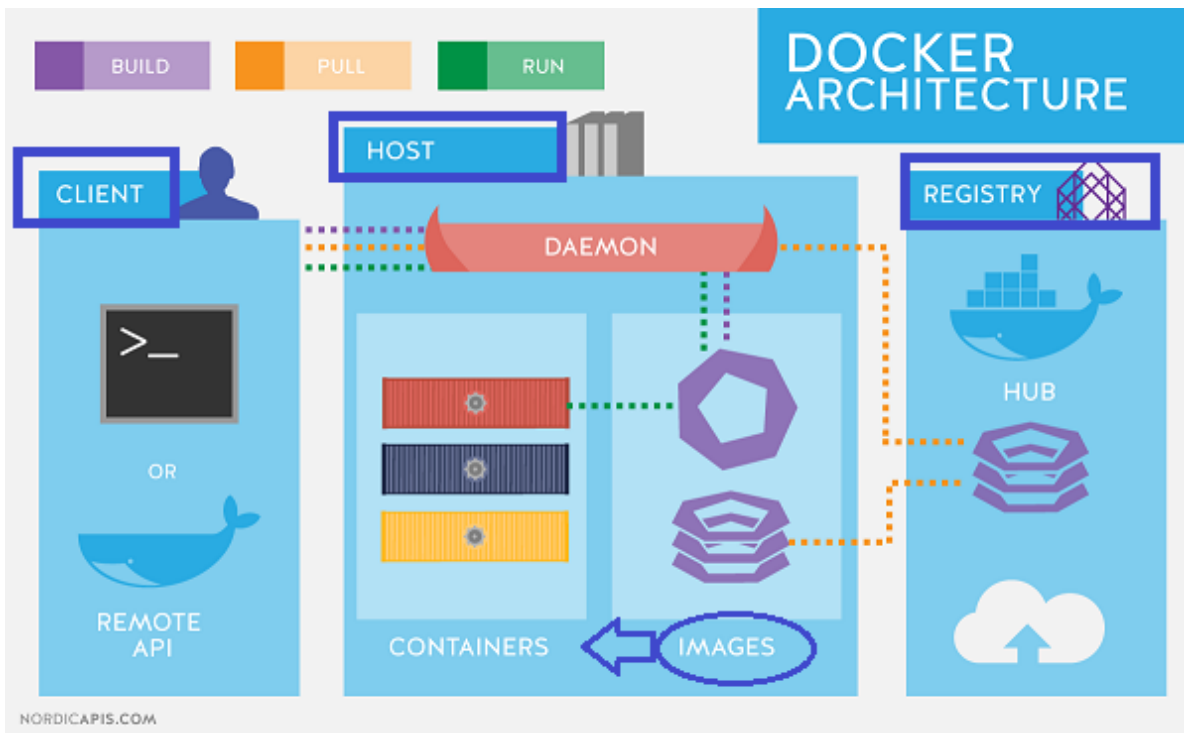 BUILD
PULL
RUN
DOCKER
ARCHITECTURE
HOST
CLIENT
REGISTRY
DAEMON
>_
HUB
OR
REMOTE
API
CONTAINERS
IMAGES
NORDICAPIS.COM